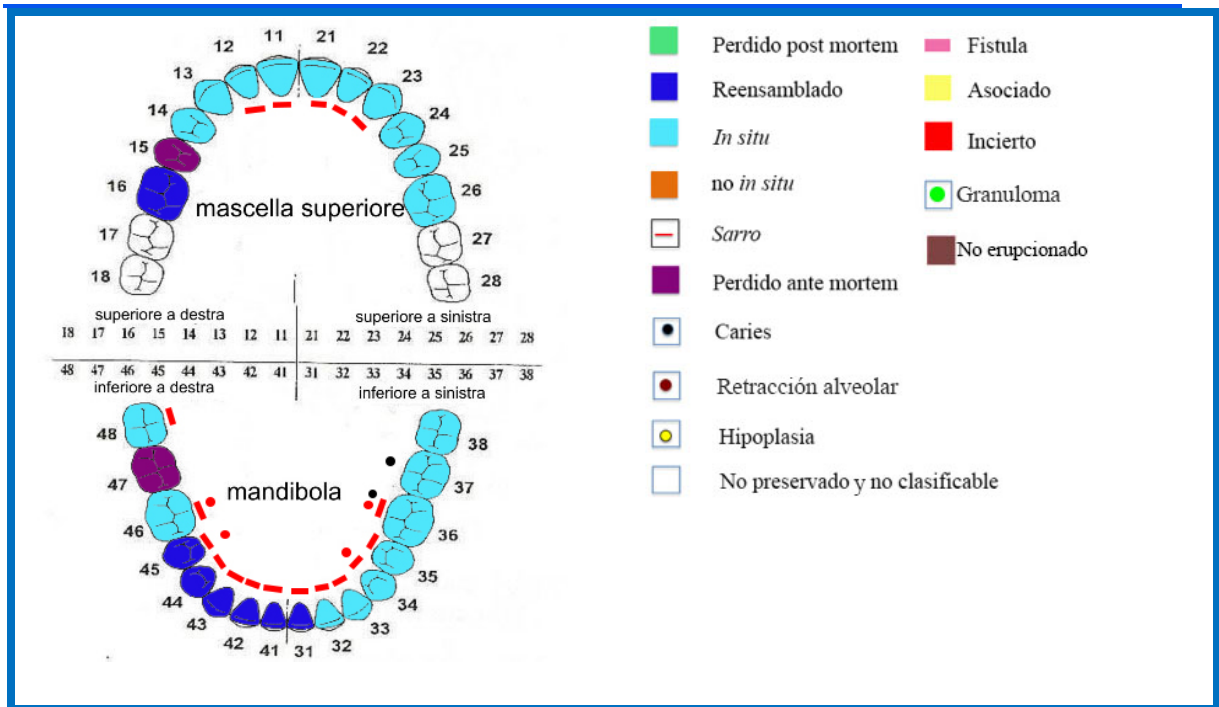 11 21
12 22
13 23
14 24
15 25
16 26
mascella superiore
17 27
18 28
superiore a destra superiore a sinistra
18 17 16 15 14 13 12 11 21 22 23 24 25 26 27 28
48 47 46 45 44 43 42 41 31 32 33 34 35 36 37 38
inferiore a destra inferiore a sinistra
48 38
47 37
mandibola
46 36
45 35
44 34
43 33
42 41 31 32
Perdido post mortem
Reensamblado
In situ
no in situ
Sarro
Perdido ante mortem
Caries
Retracción alveolar
Hipoplasia
No preservado y no clasificable
Fistula
Asociado
Incierto
Granuloma
No erupcionado